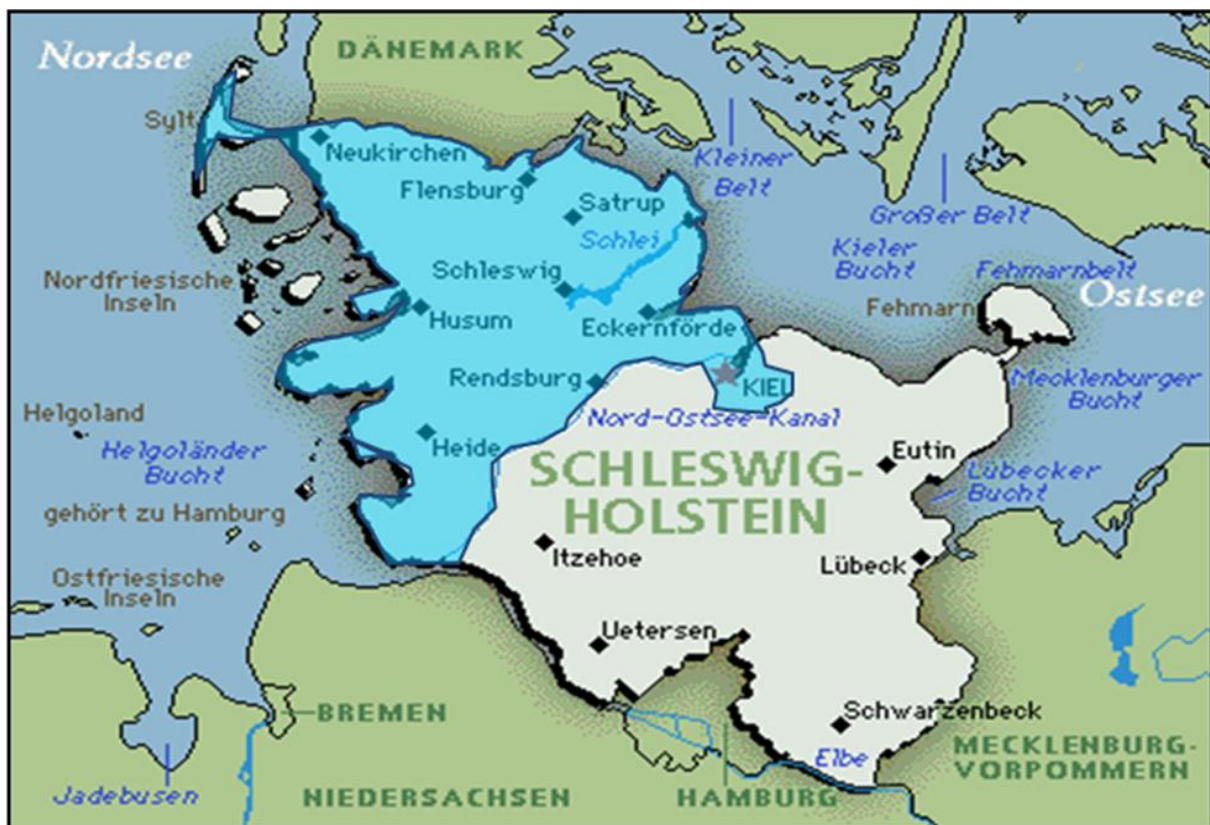 Nordsee
DÄNEMARK
Sylt
Neukirchen
Flensburg
Kleiner
Belt
Satrup
Großer Belt
Schlei
Kieler
Bucht
Fehmarnbelt
Schleswig
Nordfriesische
Inseln
Ostsee
Fehmarn
Husum
Eckernförde
Rendsburg
KIEL
Mecklenburger
Bucht
Helgoland
Nord-Ostsee-Kanal
Helgoländer
Bucht
Heide
Eutin
SCHLESWIG-
HOLSTEIN
Lübecker
Bucht
gehört zu Hamburg
Itzehoe
Lübeck
Ostfriesische
Inseln
Uetersen
BREMEN
Schwarzenbeck
Elbe
MECKLENBURG-
VORPOMMERN
Jadebusen
NIEDERSACHSEN
HAMBURG